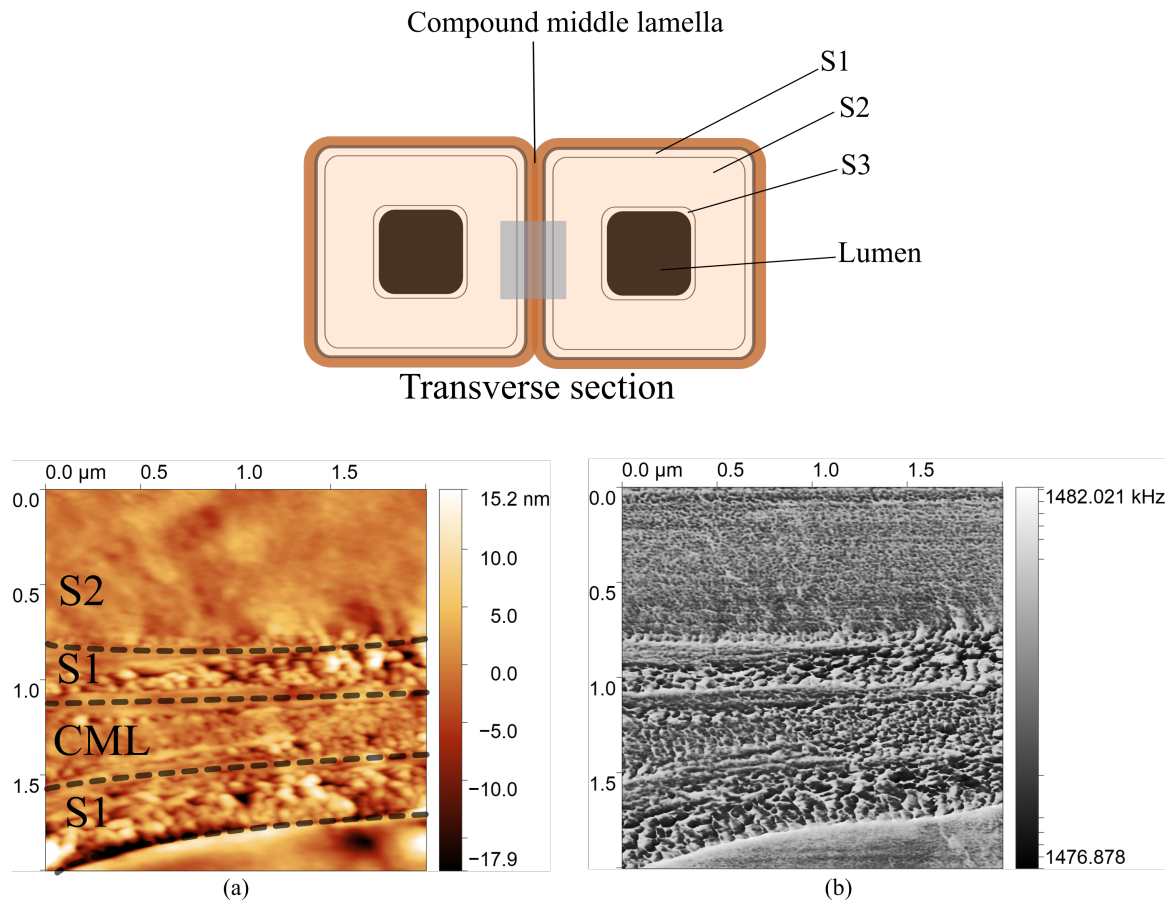 Compound middle lamella
S1
S2
S3
Lumen
Transverse section
0.0 μm 0.5 1.0 1.5
0.0
0.5
1.0
1.5
S2
S1
CML
S1
15.2 nm
10.0
5.0
0.0
−5.0
−10.0
−17.9
(a)
0.0 μm 0.5 1.0 1.5
0.0
0.5
1.0
1.5
1482.021 kHz
1476.878
(b)